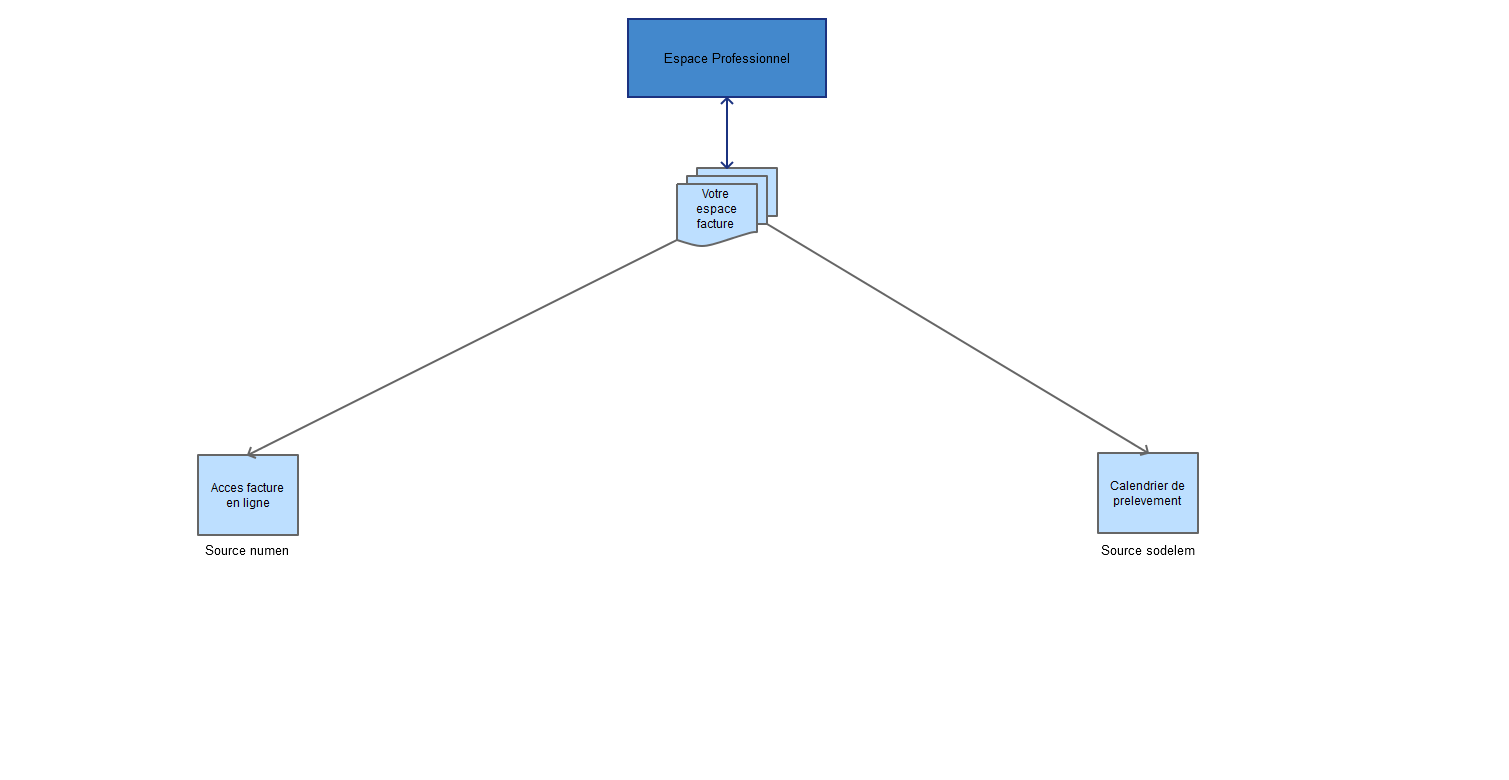 Espace Professionnel
Votre
espace
facture
Acces facture
en ligne
Source numen
Calendrier de
prelevement
Source sodelem